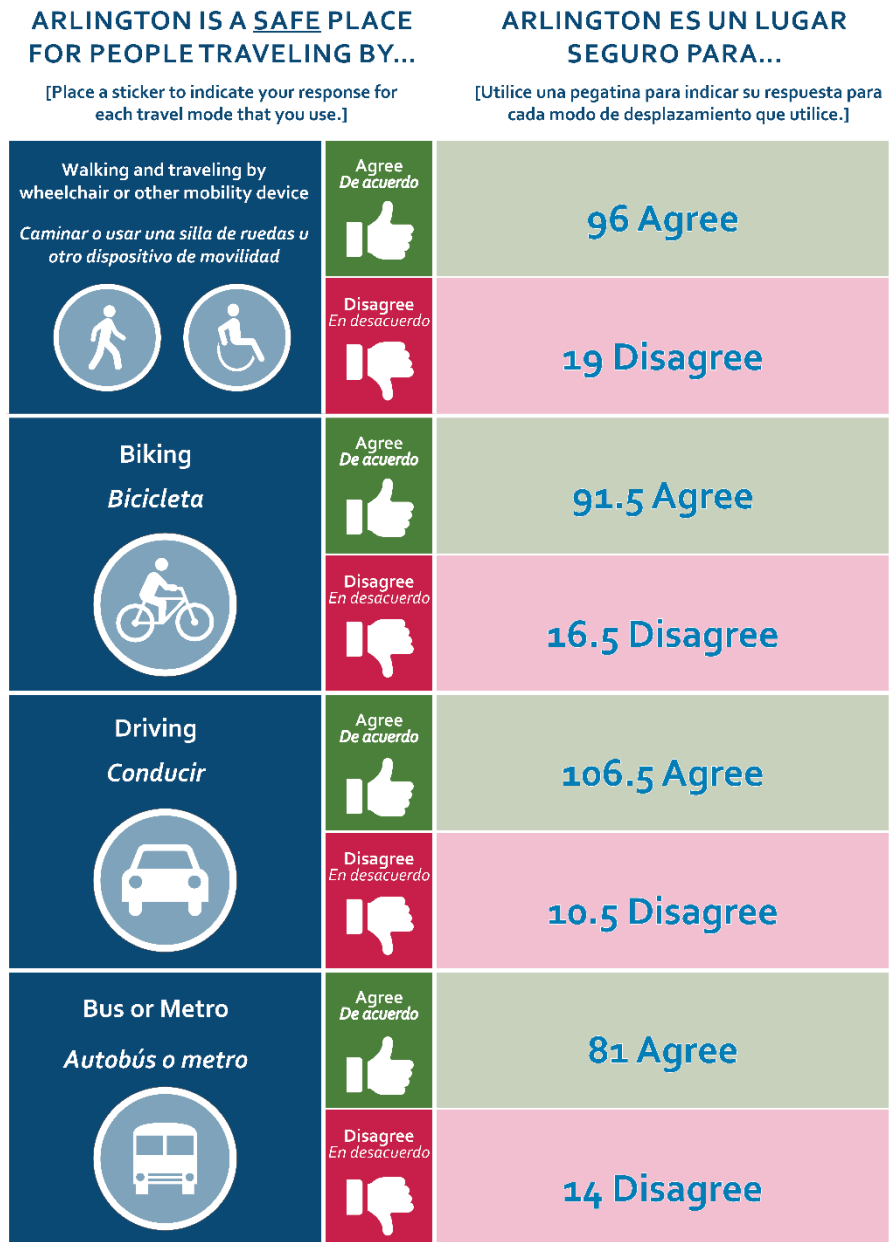 ARLINGTON IS A SAFE PLACE
FOR PEOPLE TRAVELING BY...
[Place a sticker to indicate your response for
each travel mode that you use.]
ARLINGTON ES UN LUGAR
SEGURO PARA...
[Utilice una pegatina para indicar su respuesta para
cada modo de desplazamiento que utilice.]
Walking and traveling by
wheelchair or other mobility device
Caminar o usar una silla de ruedas u
otro dispositivo de movilidad
Agree
De acuerdo
96 Agree
Disagree
En desacuerdo
19 Disagree
Biking
Bicicleta
Agree
De acuerdo
91.5 Agree
Disagree
En desacuerdo
16.5 Disagree
Driving
Conducir
Agree
De acuerdo
106.5 Agree
Disagree
En desacuerdo
10.5 Disagree
Bus or Metro
Autobús o metro
Agree
De acuerdo
81 Agree
Disagree
En desacuerdo
14 Disagree